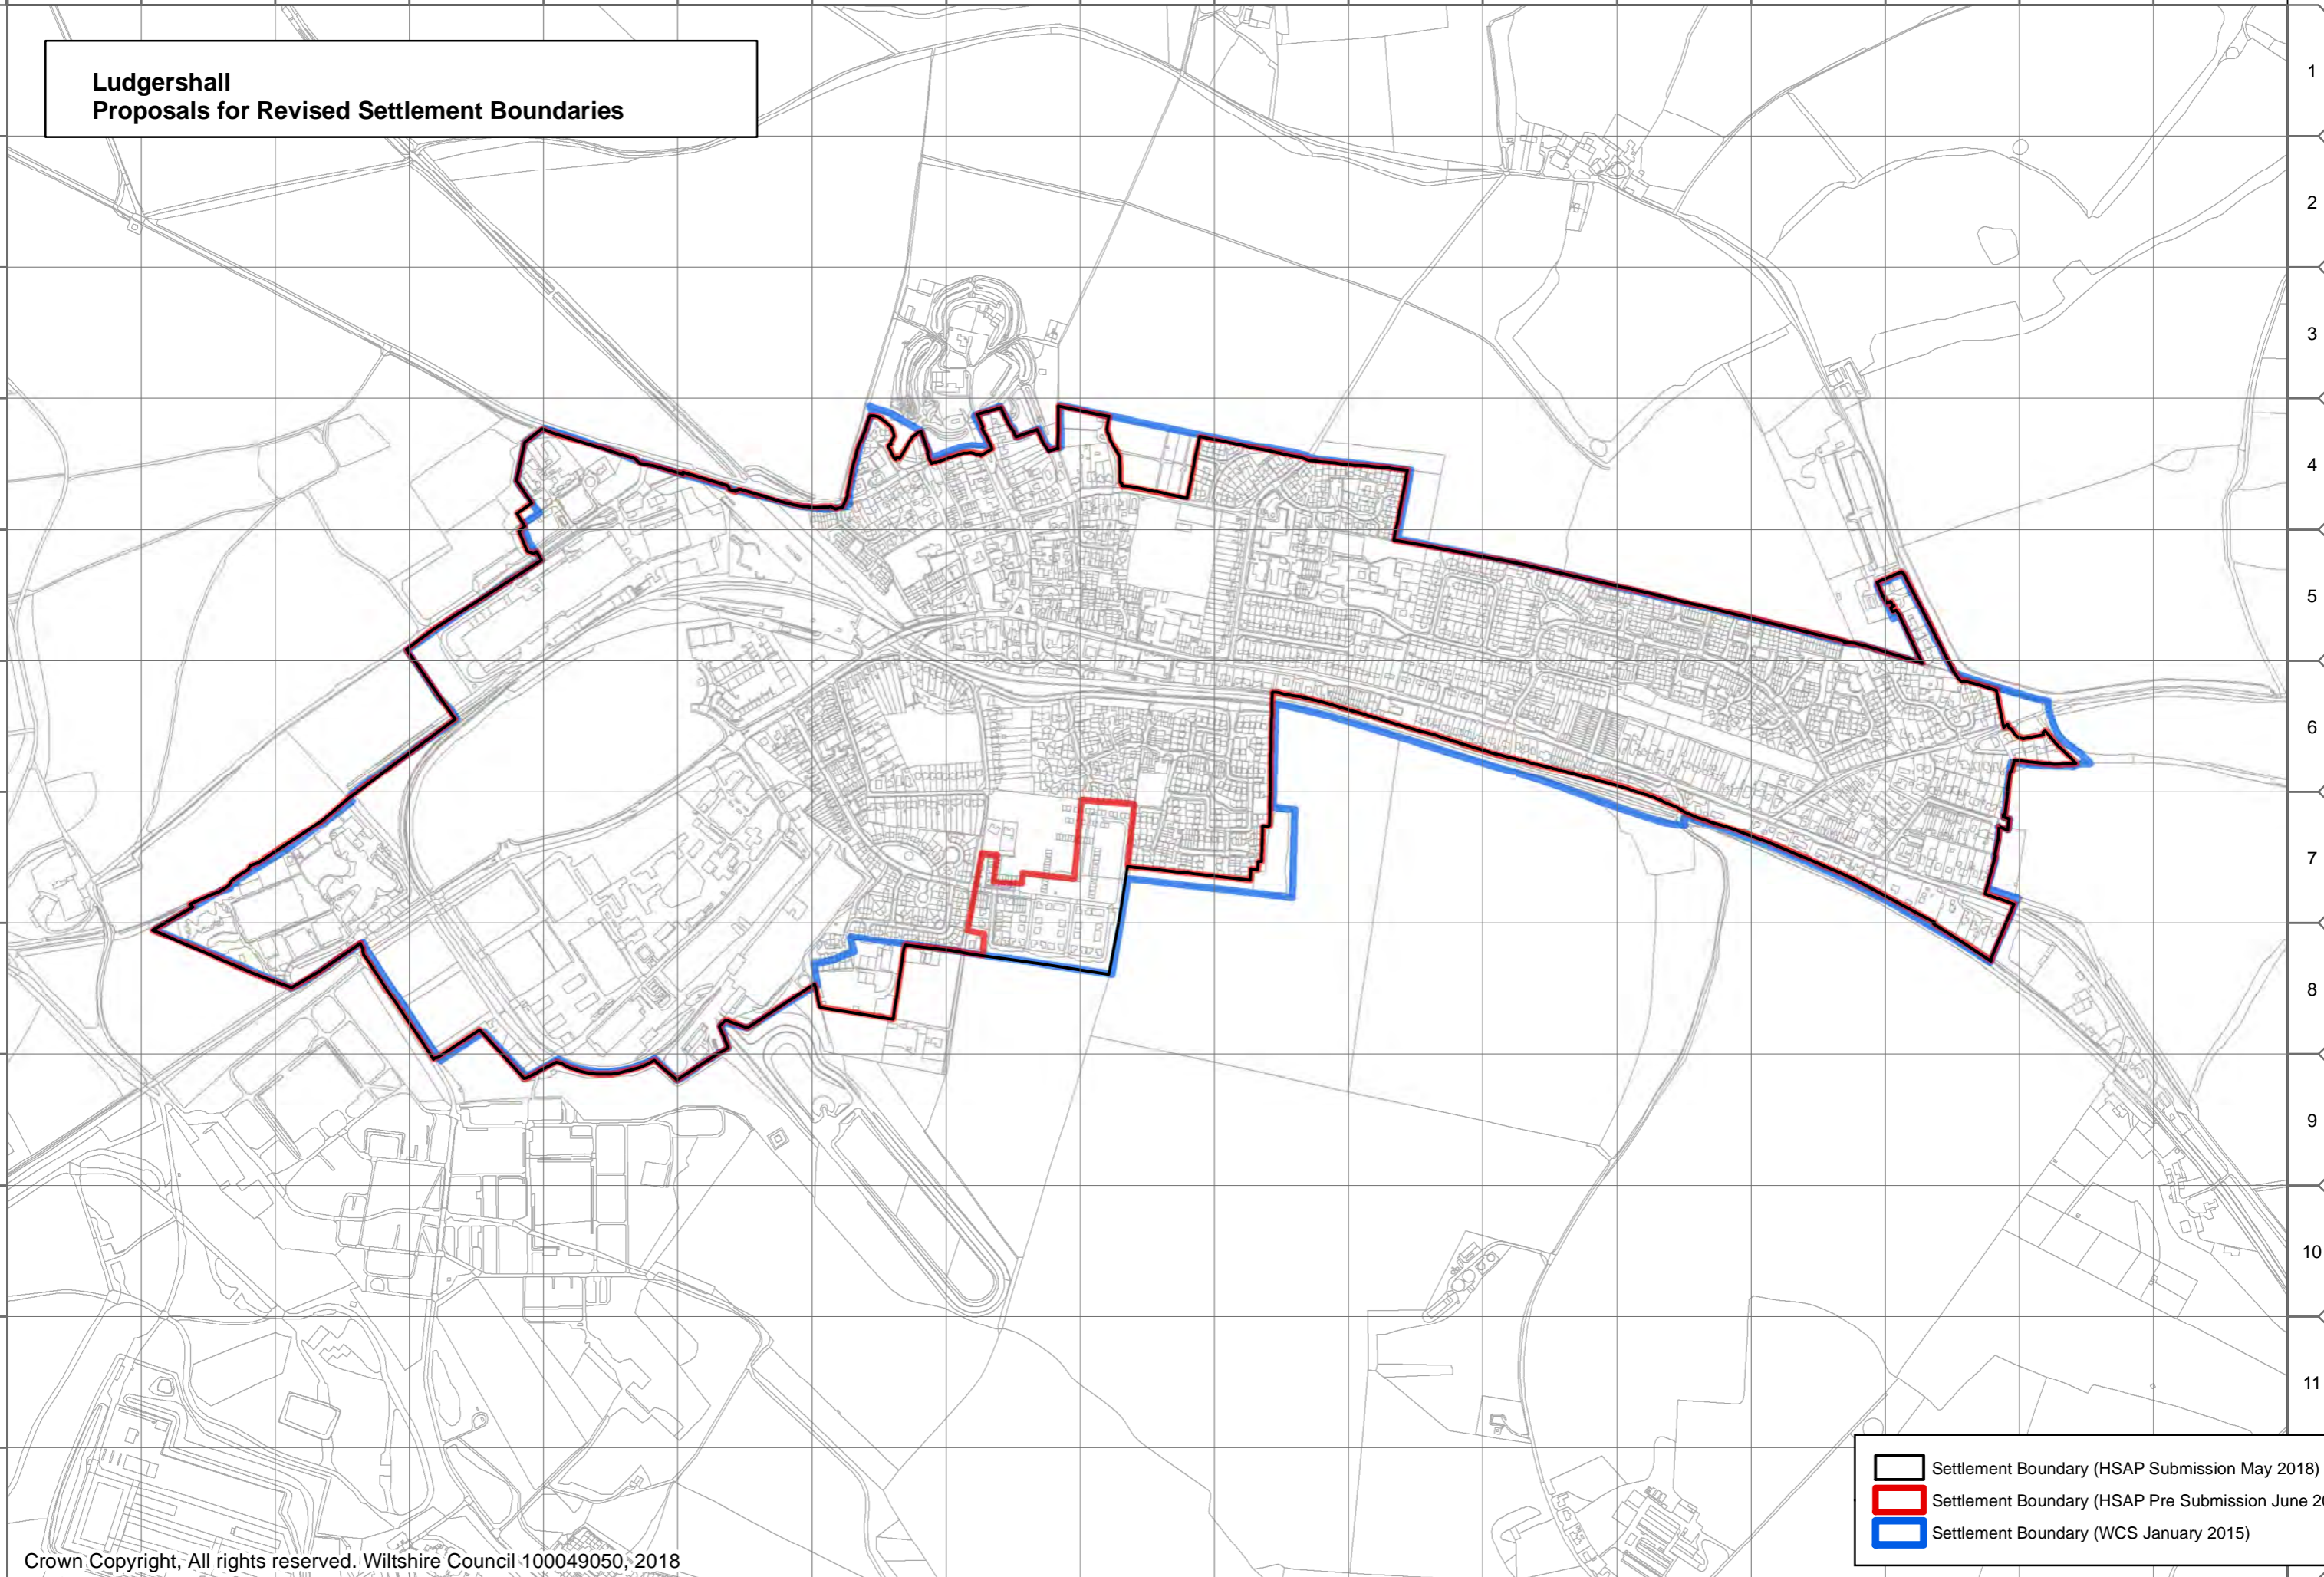 Ludgershall
Proposals for Revised Settlement Boundaries
1
2
3
4
5
6
7
8
9
10
11
Settlement Boundary (HSAP Submission May 2018)
Settlement Boundary (HSAP Pre Submission June 2
Settlement Boundary (WCS January 2015)
Crown Copyright, All rights reserved. Wiltshire Council 100049050, 2018